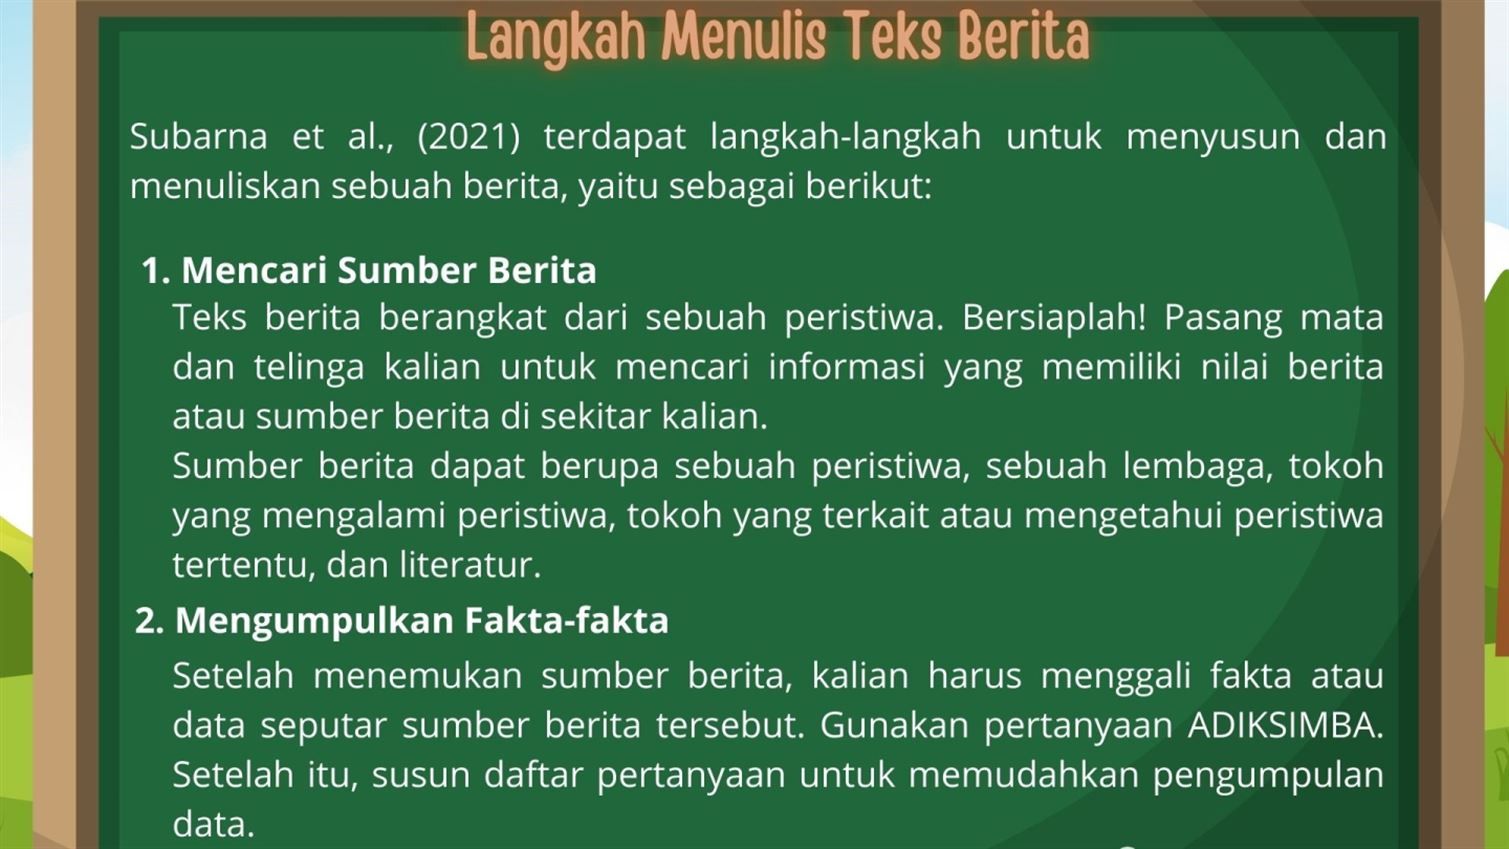 Langkah Menulis Teks Berita
Subarna et al., (2021) terdapat langkah-langkah untuk menyusun dan
menuliskan sebuah berita, yaitu sebagai berikut:
1. Mencari Sumber Berita
Teks berita berangkat dari sebuah peristiwa. Bersiaplah! Pasang mata
dan telinga kalian untuk mencari informasi yang memiliki nilai berita
atau sumber berita di sekitar kalian.
Sumber berita dapat berupa sebuah peristiwa, sebuah lembaga, tokoh
yang mengalami peristiwa, tokoh yang terkait atau mengetahui peristiwa
tertentu, dan literatur.
2. Mengumpulkan Fakta-fakta
Setelah menemukan sumber berita, kalian harus menggali fakta atau
data seputar sumber berita tersebut. Gunakan pertanyaan ADIKSIMBA.
Setelah itu, susun daftar pertanyaan untuk memudahkan pengumpulan
data.